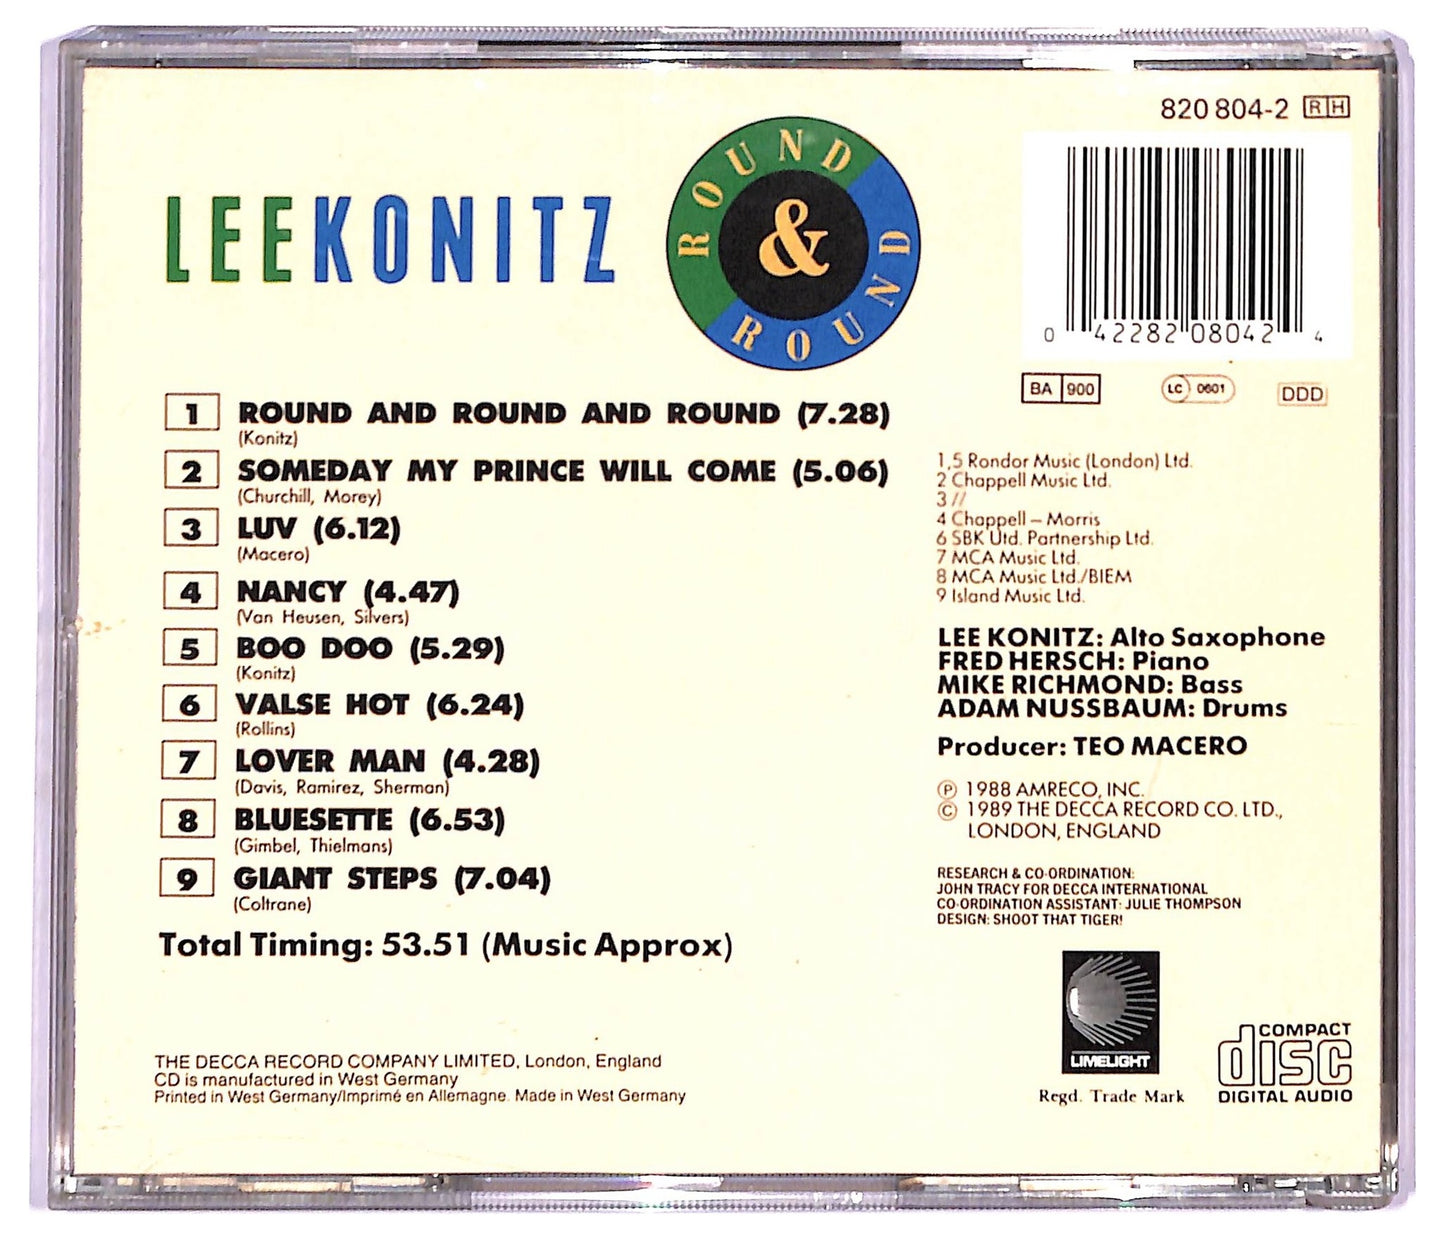 820 804-2 RH
LEE KONITZ
ROUND & ROUND
0 42282 08042 4
BA 900
LC 0601
DDD
1 ROUND AND ROUND AND ROUND (7.28)
(Konitz)
2 SOMEDAY MY PRINCE WILL COME (5.06)
(Churchill, Morey)
3 LUV (6.12)
(Macero)
4 NANCY (4.47)
(Van Heusen, Silvers)
5 BOO DOO (5.29)
(Konitz)
6 VALSE HOT (6.24)
(Rollins)
7 LOVER MAN (4.28)
(Davis, Ramirez, Sherman)
8 BLUESETTE (6.53)
(Gimbel, Thielmans)
9 GIANT STEPS (7.04)
(Coltrane)
Total Timing: 53.51 (Music Approx)
1,5 Rondor Music (London) Ltd.
2 Chappell Music Ltd.
3 //
4 Chappell – Morris
6 SBK Utd. Partnership Ltd.
7 MCA Music Ltd.
8 MCA Music Ltd./BIEM
9 Island Music Ltd.
LEE KONITZ: Alto Saxophone
FRED HERSCH: Piano
MIKE RICHMOND: Bass
ADAM NUSSBAUM: Drums
Producer: TEO MACERO
Ⓟ 1988 AMRECO, INC.
© 1989 THE DECCA RECORD CO. LTD.,
LONDON, ENGLAND
RESEARCH & CO-ORDINATION:
JOHN TRACY FOR DECCA INTERNATIONAL
CO-ORDINATION ASSISTANT: JULIE THOMPSON
DESIGN: SHOOT THAT TIGER!
LIMELIGHT
Regd. Trade Mark
COMPACT
disc
DIGITAL AUDIO
THE DECCA RECORD COMPANY LIMITED, London, England
CD is manufactured in West Germany
Printed in West Germany/Imprimé en Allemagne. Made in West Germany